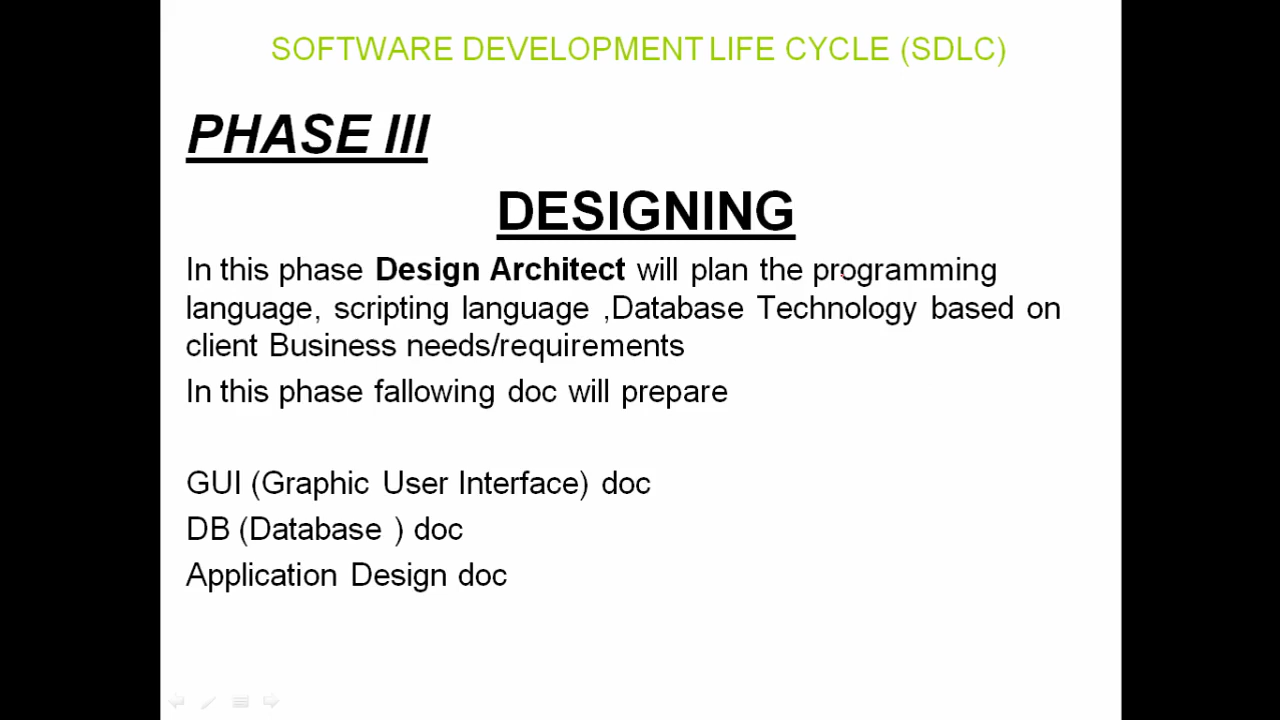 SOFTWARE DEVELOPMENT LIFE CYCLE (SDLC)
PHASE III
DESIGNING
In this phase Design Architect will plan the programming
language, scripting language ,Database Technology based on
client Business needs/requirements
In this phase fallowing doc will prepare
GUI (Graphic User Interface) doc
DB (Database ) doc
Application Design doc